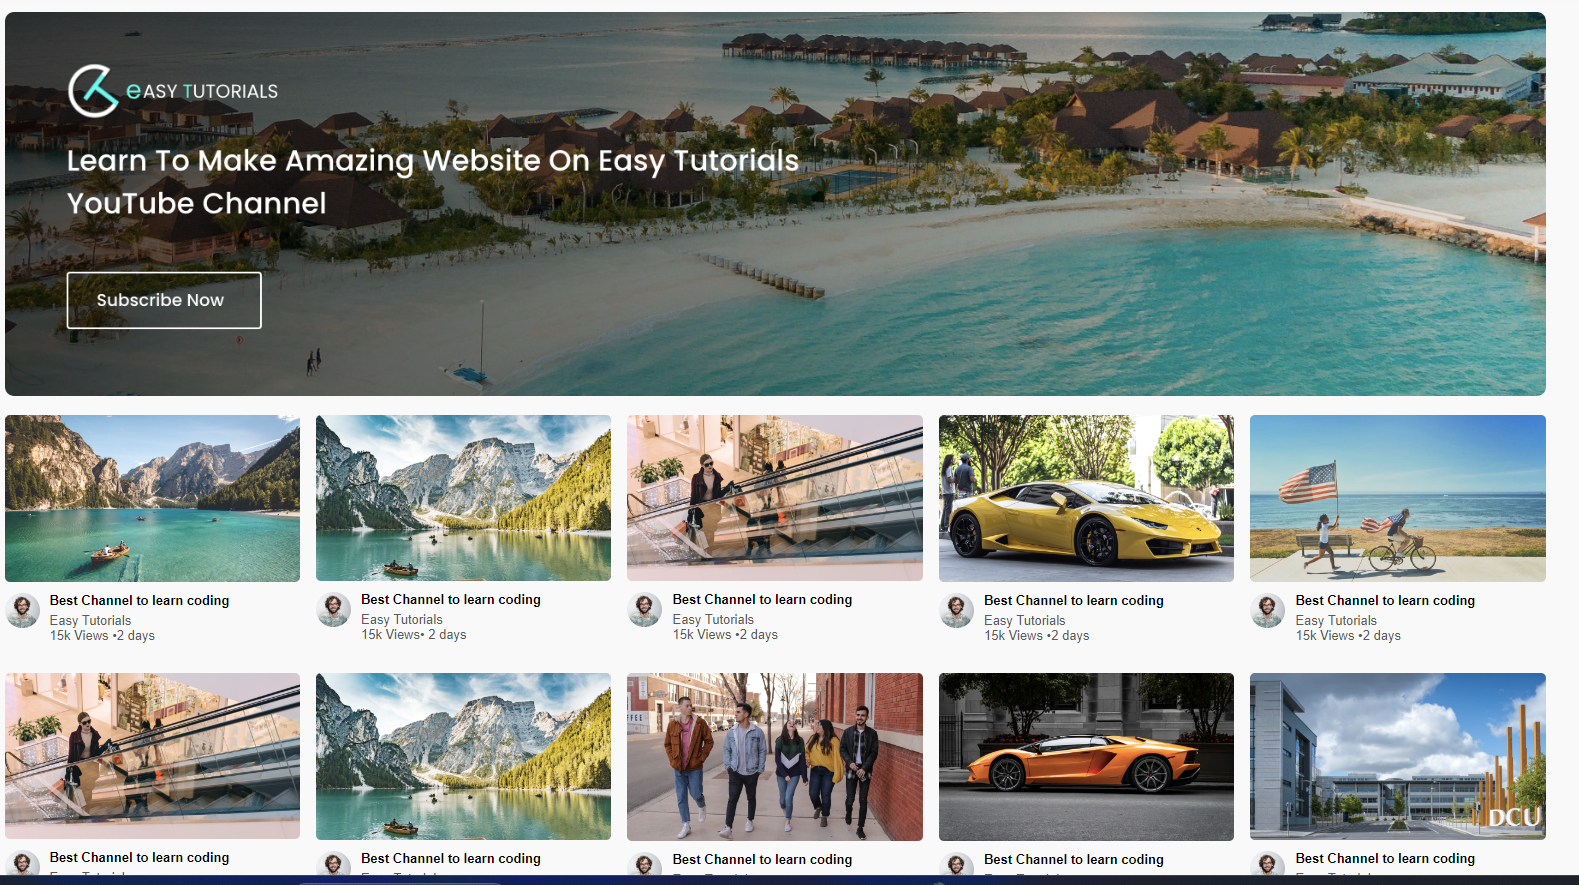 eASY TUTORIALS
Learn To Make Amazing Website On Easy Tutorials
YouTube Channel
Subscribe Now
Best Channel to learn coding
Easy Tutorials
15k Views •2 days
Best Channel to learn coding
Easy Tutorials
15k Views• 2 days
Best Channel to learn coding
Easy Tutorials
15k Views •2 days
Best Channel to learn coding
Easy Tutorials
15k Views •2 days
Best Channel to learn coding
Easy Tutorials
15k Views •2 days
DCU
Best Channel to learn coding
Best Channel to learn coding
Best Channel to learn coding
Best Channel to learn coding
Best Channel to learn coding